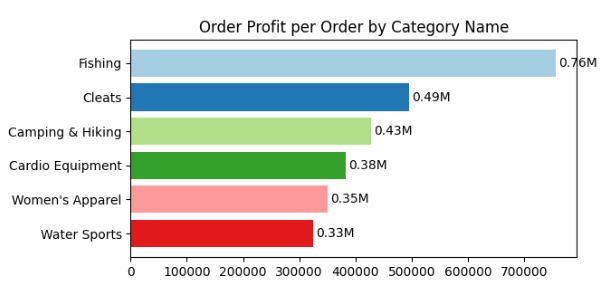 Order Profit per Order by Category Name
Fishing
0.76M
Cleats
0.49M
Camping & Hiking
0.43M
Cardio Equipment
0.38M
Women's Apparel
0.35M
Water Sports
0.33M
0 100000 200000 300000 400000 500000 600000 700000